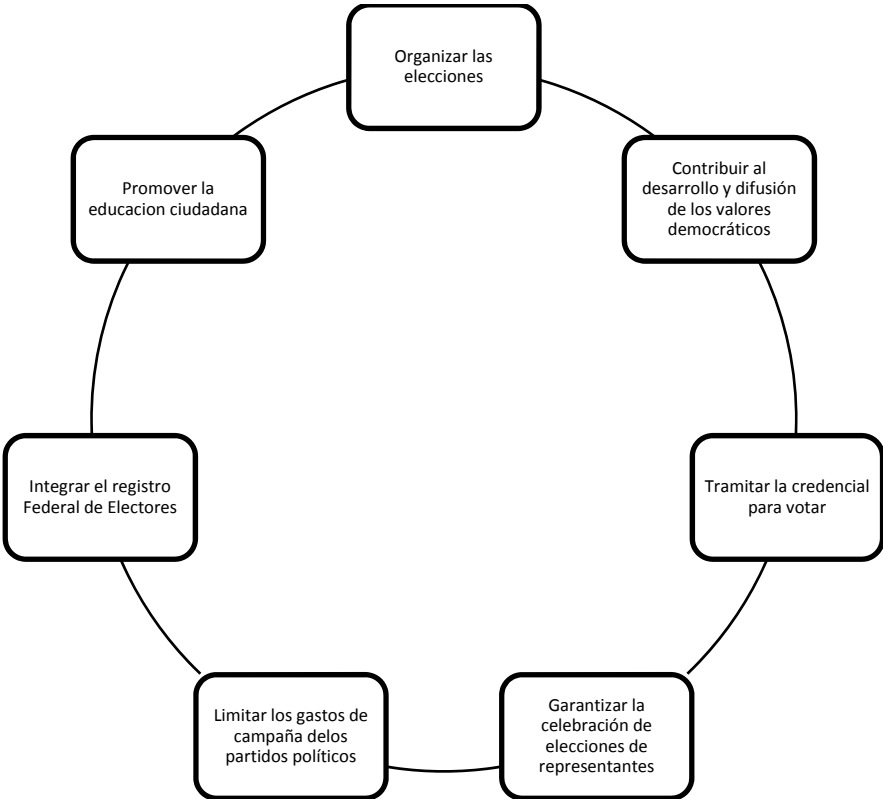 Organizar las
elecciones
Contribuir al
desarrollo y difusión
de los valores
democráticos
Tramitar la credencial
para votar
Garantizar la
celebración de
elecciones de
representantes
Limitar los gastos de
campaña delos
partidos políticos
Integrar el registro
Federal de Electores
Promover la
educacion ciudadana